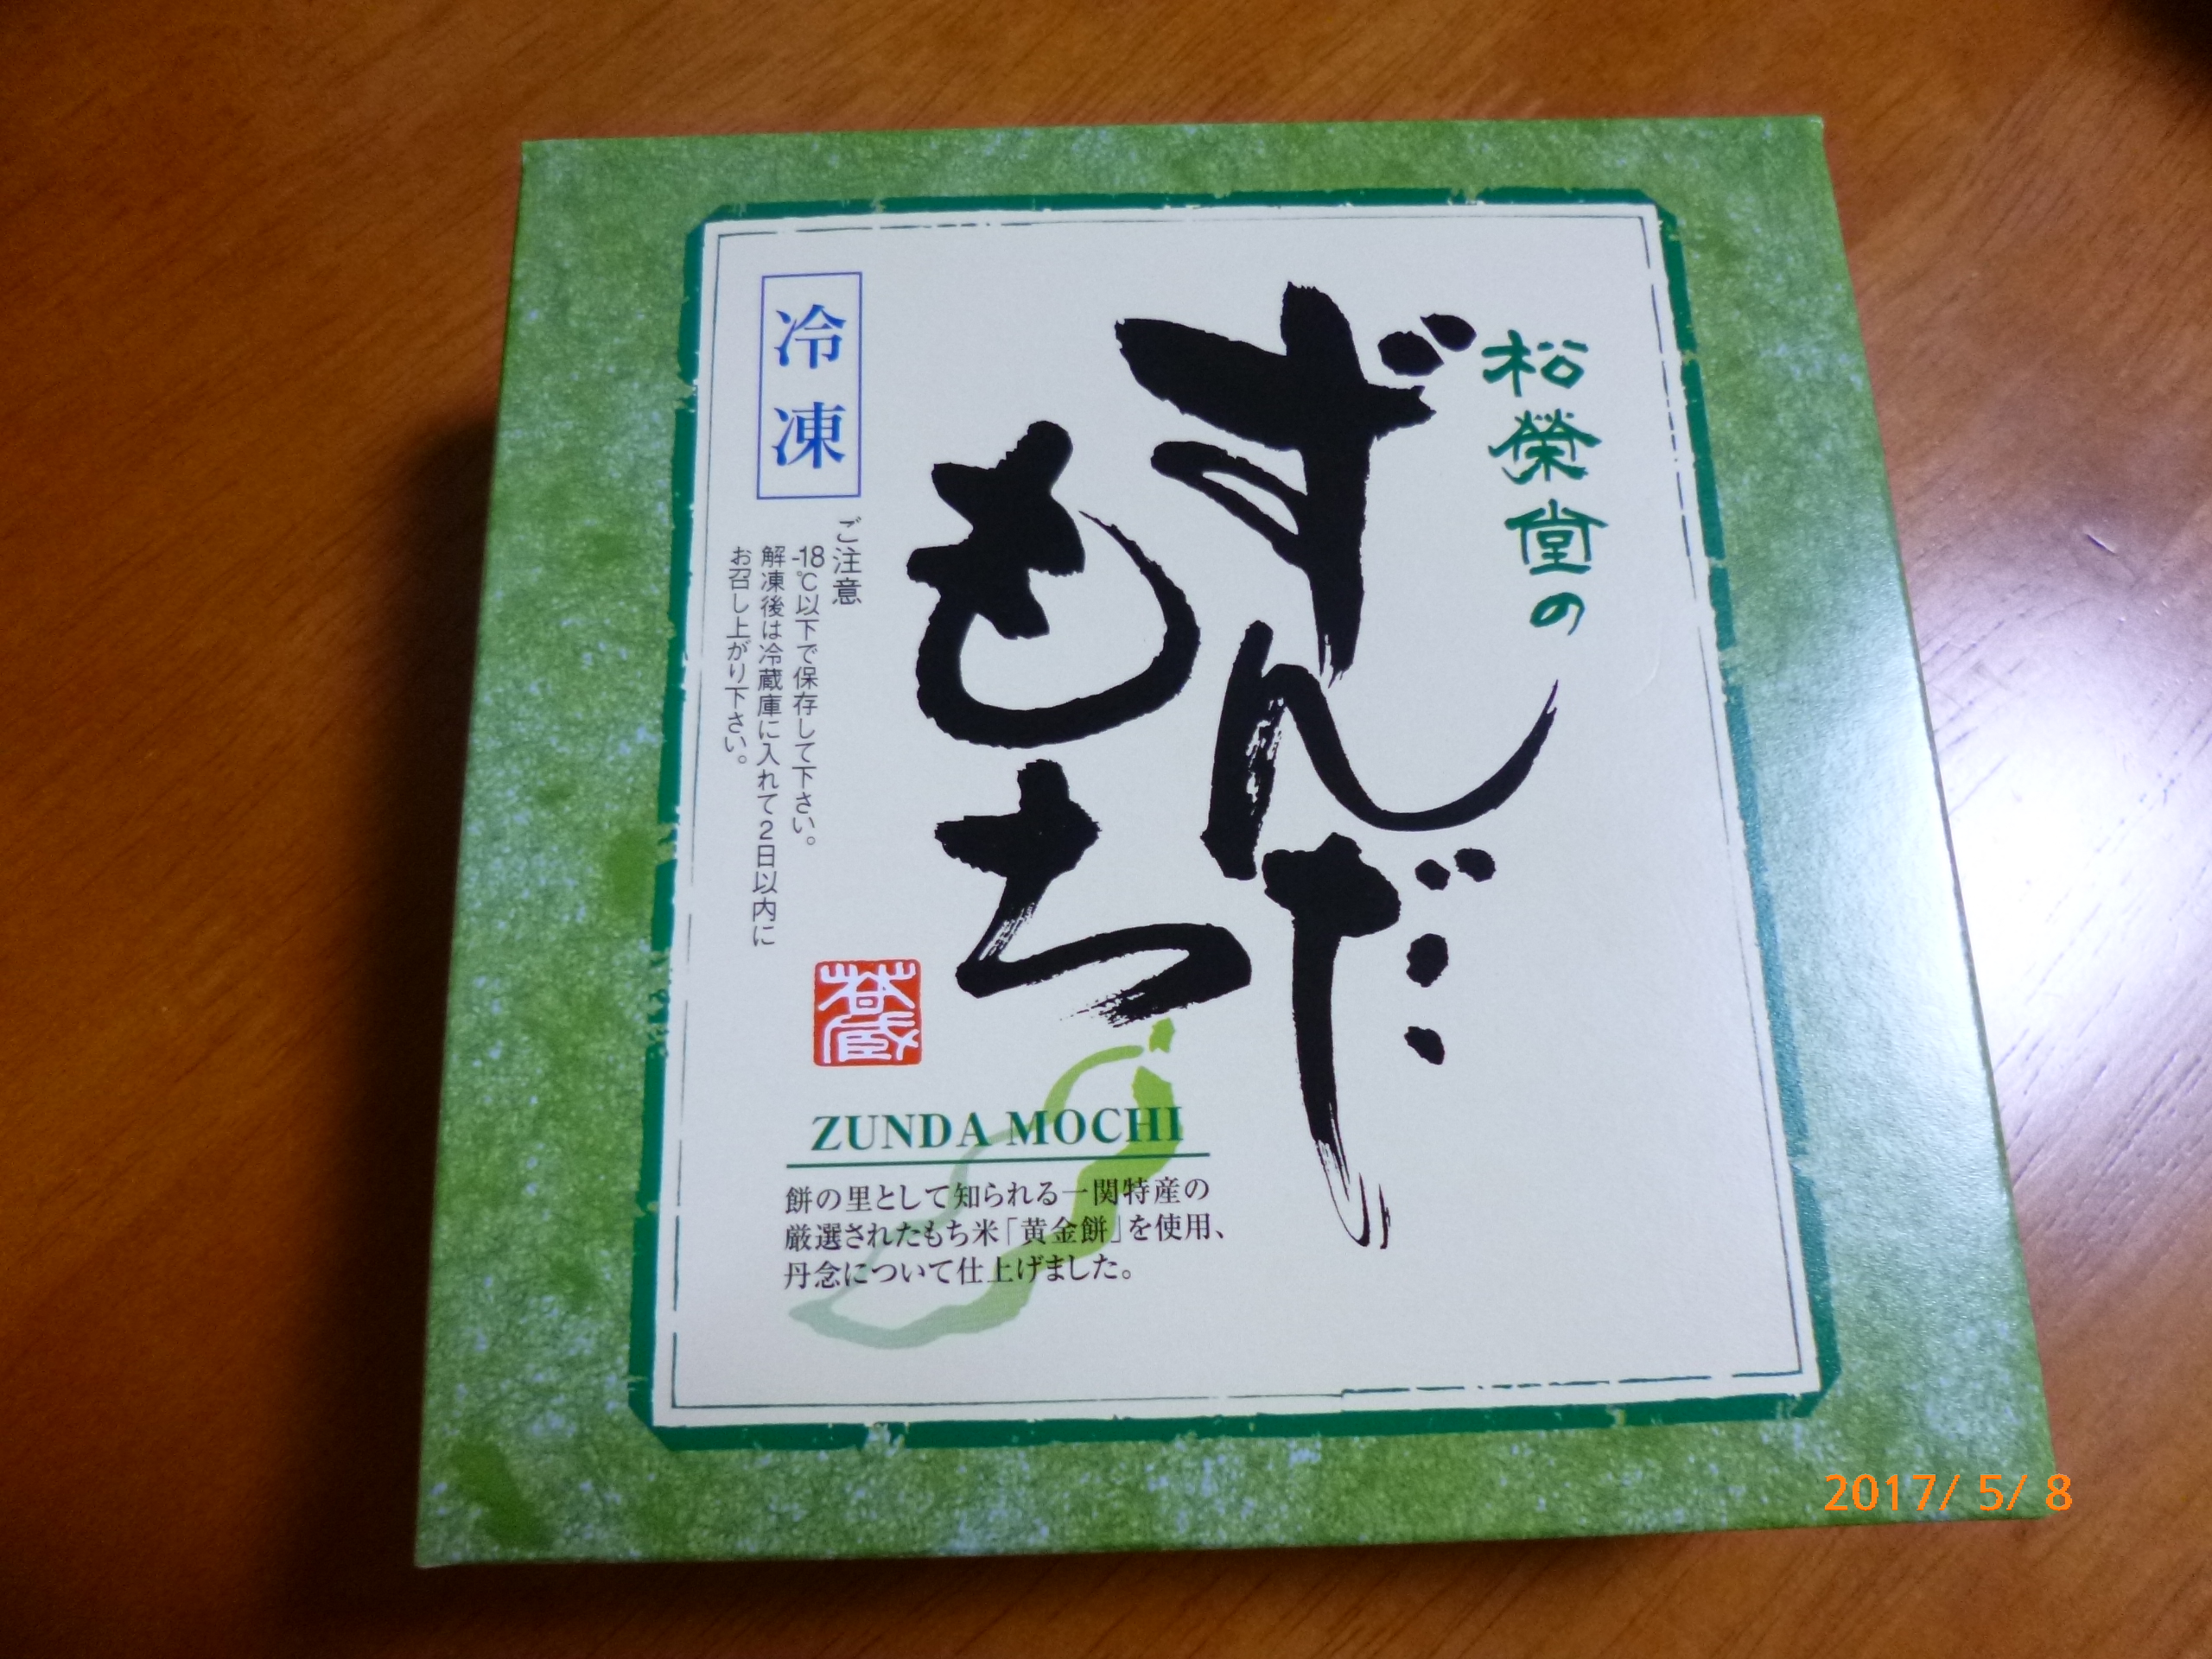 松榮堂の
ずんだ
もち
冷凍
ご注意
-18℃以下で保存して下さい。
解凍後は冷蔵庫に入れて2日以内に
お召し上がり下さい。
ZUNDA MOCHI
餅の里として知られる一関特産の
厳選されたもち米「黄金餅」を使用、
丹念について仕上げました。
2017/ 5/ 8